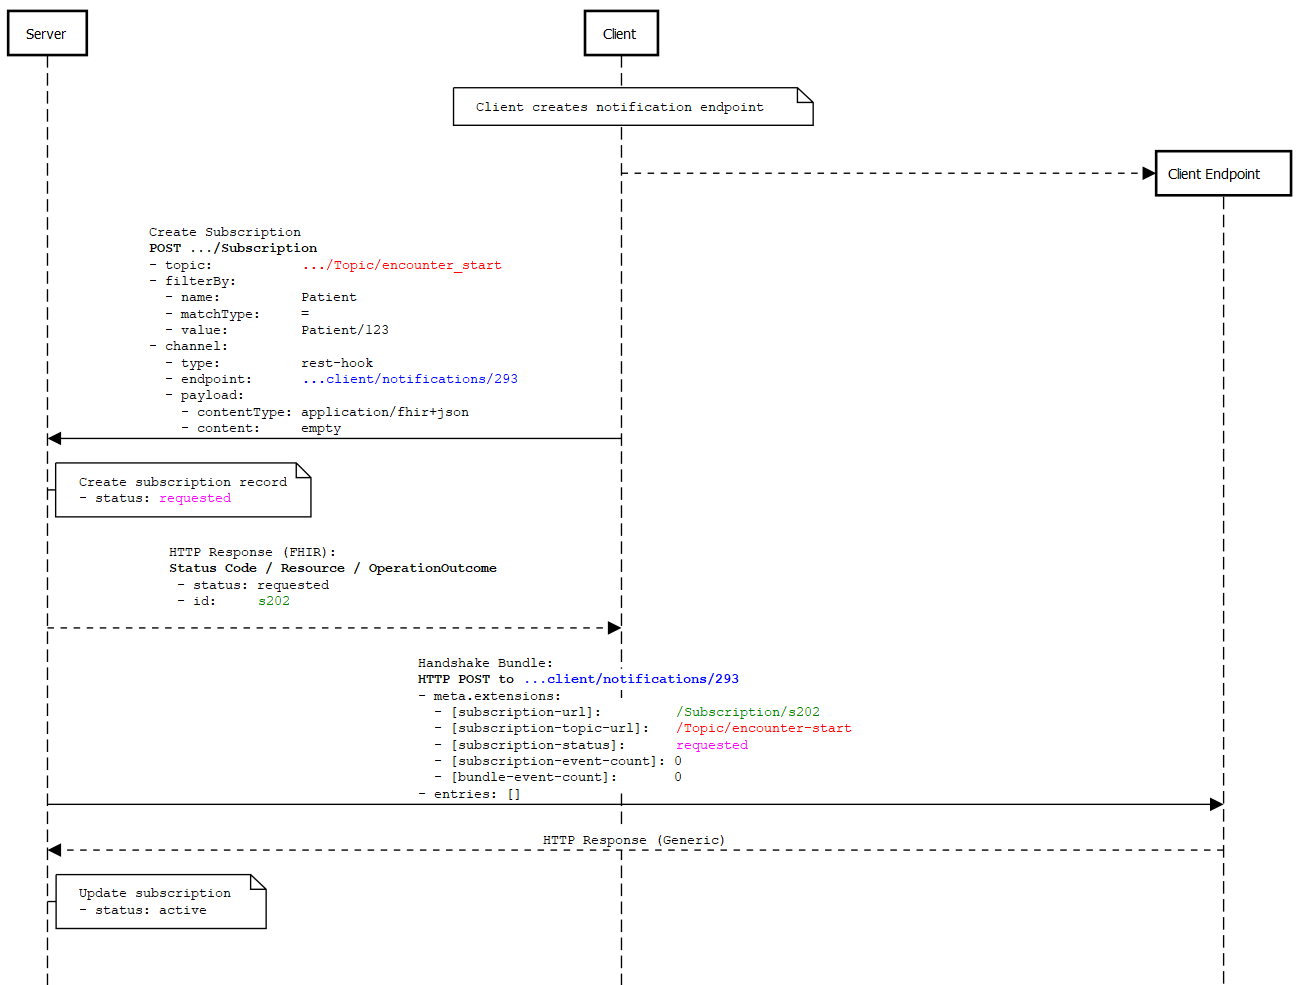 Server
Client
Client creates notification endpoint
Client Endpoint
Create Subscription
POST .../Subscription
- topic: .../Topic/encounter_start
- filterBy:
- name: Patient
- matchType: =
- value: Patient/123
- channel:
- type: rest-hook
- endpoint: ...client/notifications/293
- payload:
- contentType: application/fhir+json
- content: empty
Create subscription record
- status: requested
HTTP Response (FHIR):
Status Code / Resource / OperationOutcome
- status: requested
- id: s202
Handshake Bundle:
HTTP POST to ...client/notifications/293
- meta.extensions:
- [subscription-url]: /Subscription/s202
- [subscription-topic-url]: /Topic/encounter-start
- [subscription-status]: requested
- [subscription-event-count]: 0
- [bundle-event-count]: 0
- entries: []
HTTP Response (Generic)
Update subscription
- status: active